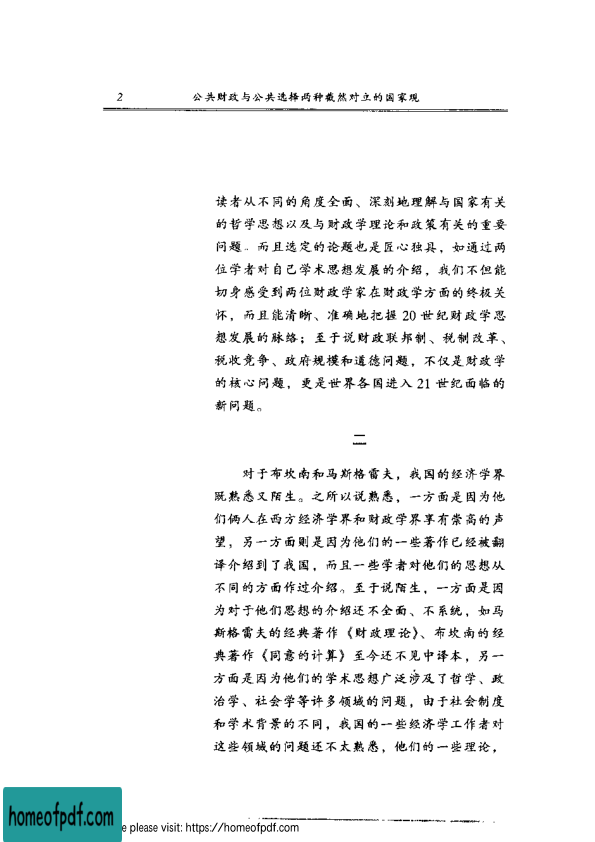 2
公共财政与公共选择两种截然对立的国家观
读者从不同的角度全面、深刻地理解与国家有关
的哲学思想以及与财政学理论和政策有关的重要
问题。而且选定的论题也是匠心独具，如通过两
位学者对自己学术思想发展的介绍，我们不但能
切身感受到两位财政学家在财政学方面的终极关
怀，而且能清晰、准确地把握 20 世纪财政学思
想发展的脉络；至于说财政联邦制、税制改革、
税收竞争、政府规模和道德问题，不仅是财政学
的核心问题，更是世界各国进入 21 世纪面临的
新问题。
二
对于布坎南和马斯格雷夫，我国的经济学界
既熟悉又陌生。之所以说熟悉，一方面是因为他
们俩人在西方经济学界和财政学界享有崇高的声
望，另一方面则是因为他们的一些著作已经被翻
译介绍到了我国，而且一些学者对他们的思想从
不同的方面作过介绍。至于说陌生，一方面是因
为对于他们思想的介绍还不全面、不系统，如马
斯格雷夫的经典著作《财政理论》、布坎南的经
典著作《同意的计算》至今还不见中译本，另一
方面是因为他们的学术思想广泛涉及了哲学、政
治学、社会学等许多领域的问题，由于社会制度
和学术背景的不同，我国的一些经济学工作者对
这些领域的问题还不太熟悉，他们的一些理论，
homeofpdf.com
e please visit: https://homeofpdf.com